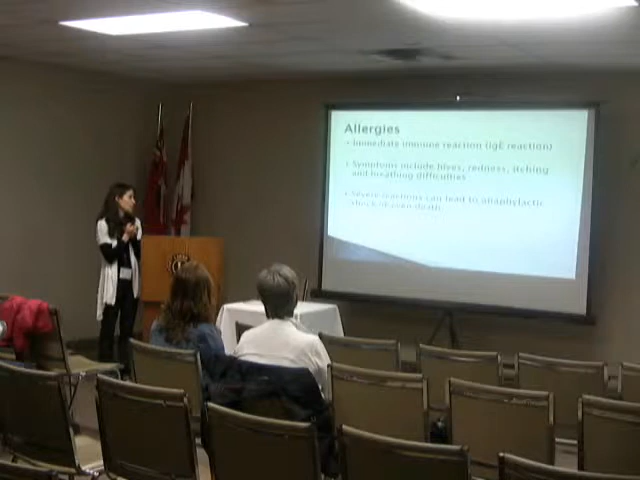 Allergies
• Immediate immune reaction (IgE reaction)
• Symptoms include hives, redness, itching
and breathing difficulties
• Severe reactions can lead to anaphylactic
shock or even death